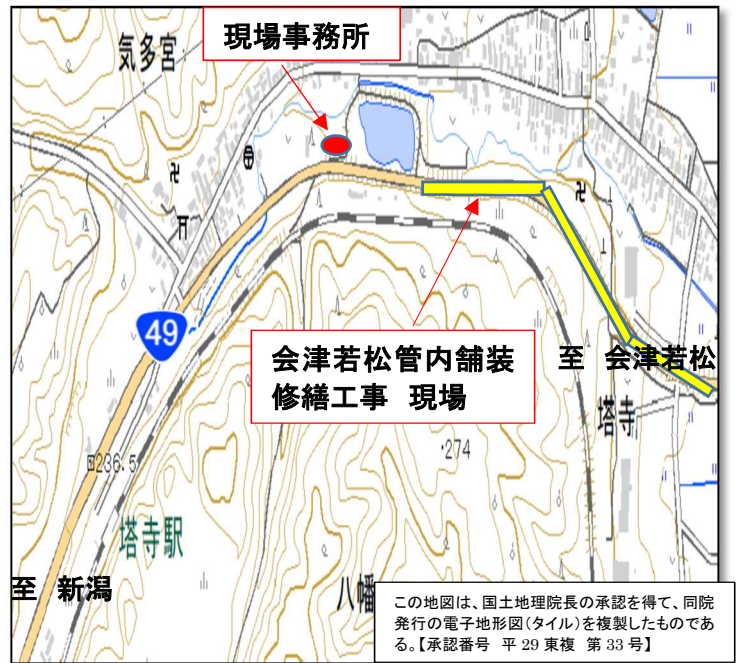 現場事務所
気多宮
49
会津若松管内舗装
修繕工事 現場
至 会津若松
塔寺
・274
236.5
塔寺駅
至 新潟
八幡
この地図は、国土地理院長の承認を得て、同院
発行の電子地形図(タイル)を複製したものであ
る。【承認番号 平 29 東複 第 33 号】